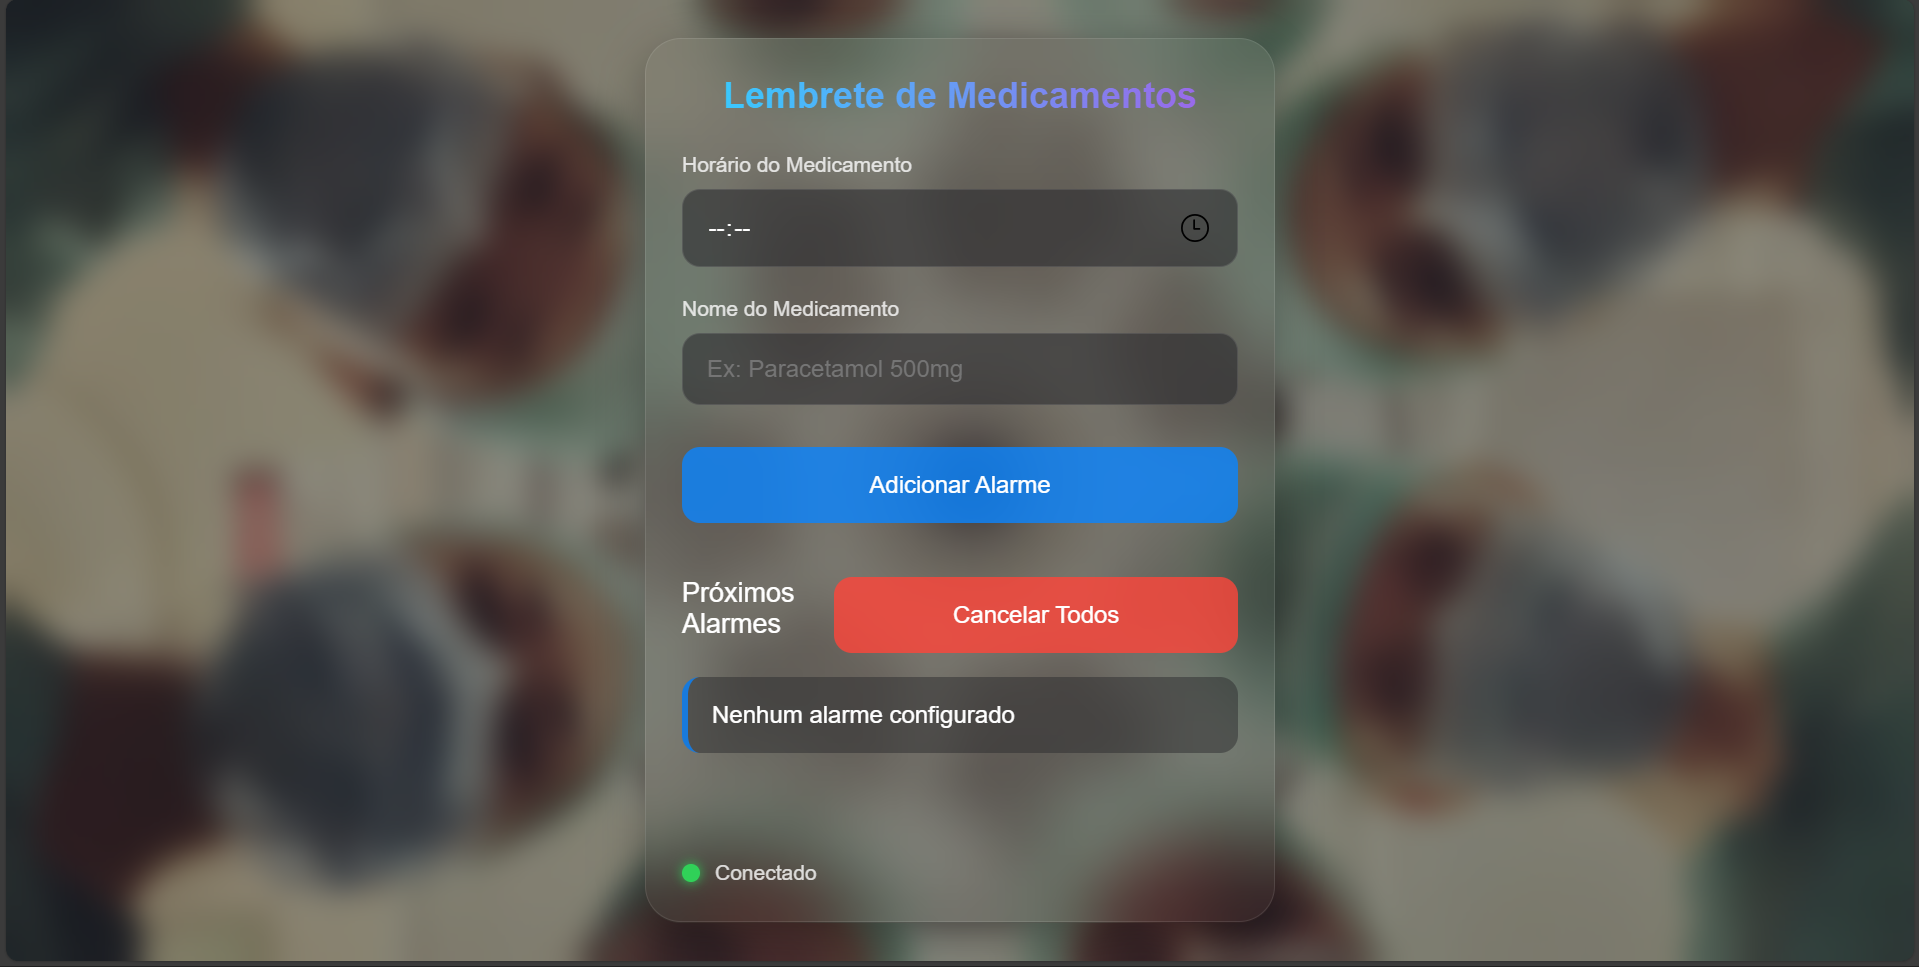 Lembrete de Medicamentos
Horário do Medicamento
--:--
Nome do Medicamento
Ex: Paracetamol 500mg
Adicionar Alarme
Próximos
Alarmes
Cancelar Todos
Nenhum alarme configurado
Conectado